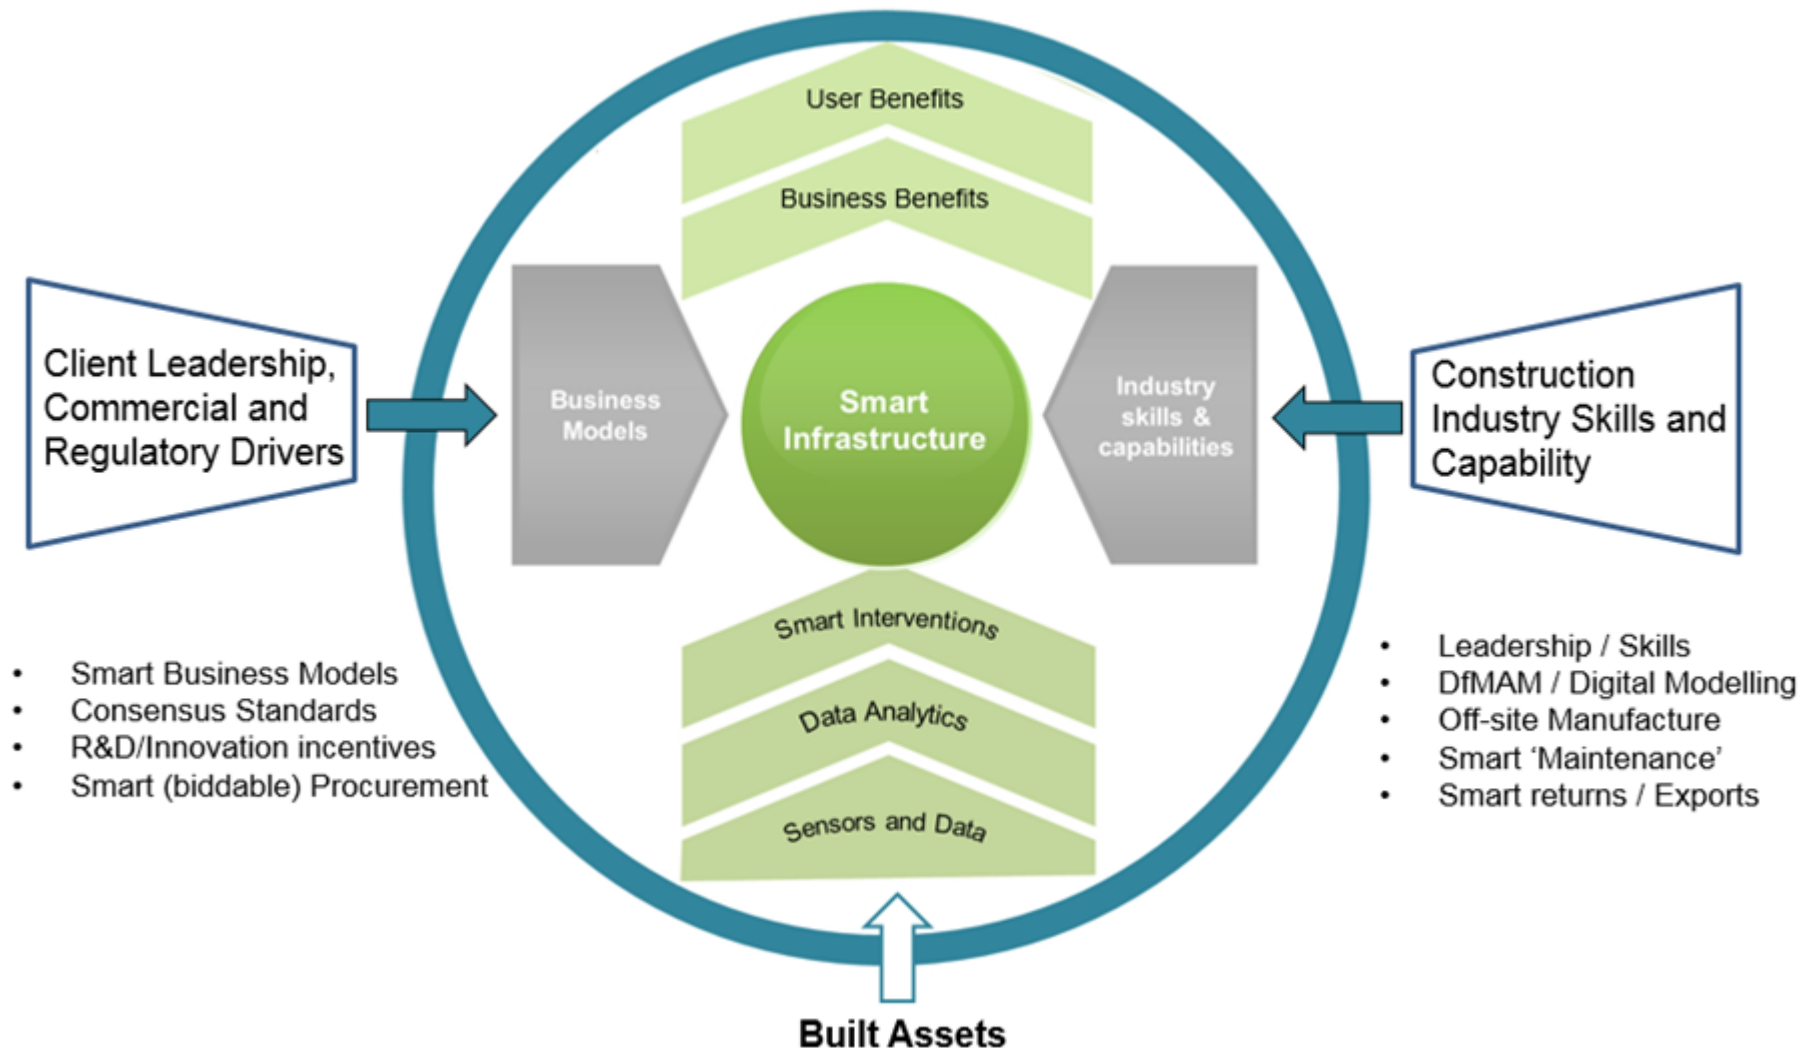 User Benefits
Business Benefits
Client Leadership,
Commercial and
Regulatory Drivers
Business
Models
Smart
Infrastructure
Industry
skills &
capabilities
Construction
Industry Skills and
Capability
Smart Interventions
Data Analytics
Sensors and Data
• Smart Business Models
• Consensus Standards
• R&D/Innovation incentives
• Smart (biddable) Procurement
• Leadership / Skills
• DfMAM / Digital Modelling
• Off-site Manufacture
• Smart ‘Maintenance’
• Smart returns / Exports
Built Assets